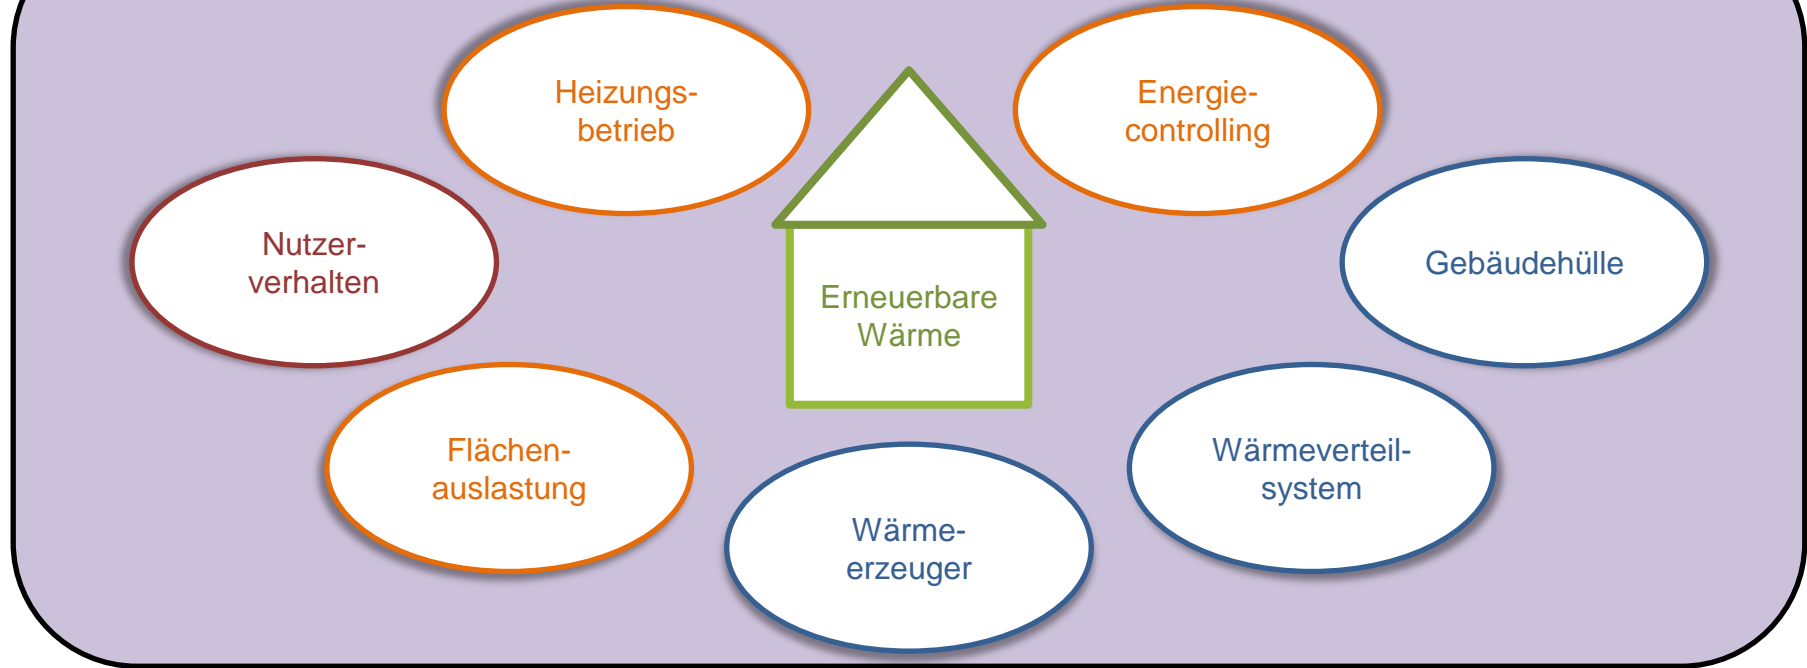 Heizungs-
betrieb
Energie-
controlling
Nutzer-
verhalten
Gebäudehülle
Erneuerbare
Wärme
Flächen-
auslastung
Wärmeverteil-
system
Wärme-
erzeuger